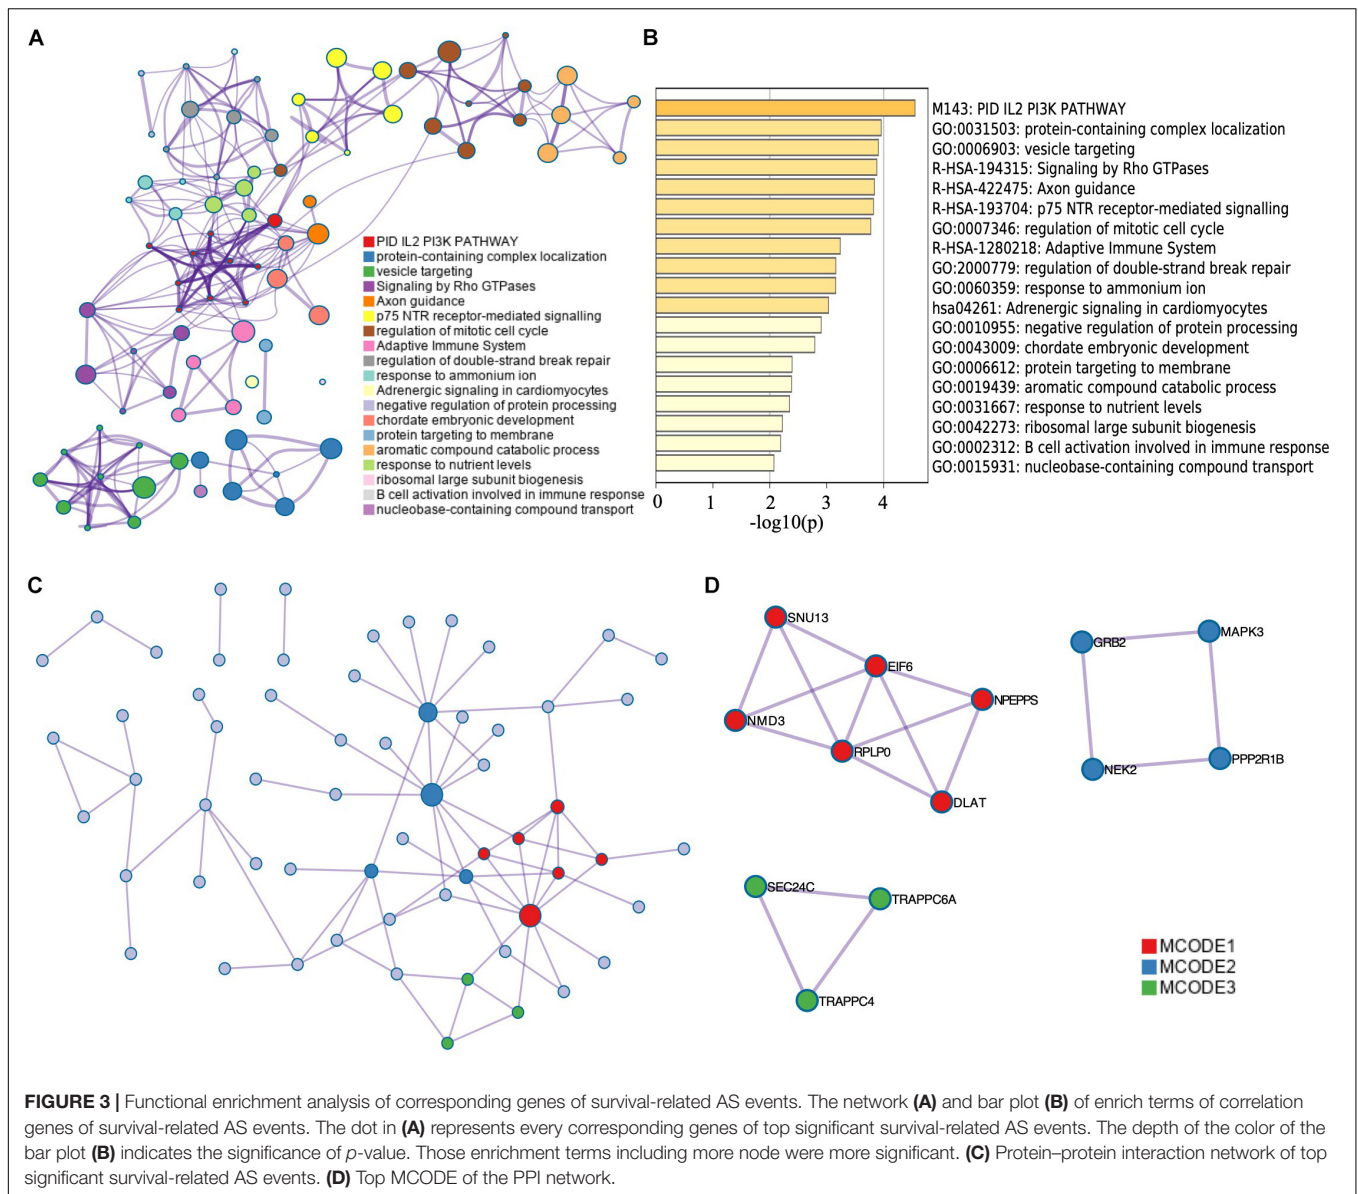 A
PID IL2 PI3K PATHWAY
protein-containing complex localization
vesicle targeting
Signaling by Rho GTPases
Axon guidance
p75 NTR receptor-mediated signalling
regulation of mitotic cell cycle
Adaptive Immune System
regulation of double-strand break repair
response to ammonium ion
Adrenergic signaling in cardiomyocytes
negative regulation of protein processing
chordate embryonic development
protein targeting to membrane
aromatic compound catabolic process
response to nutrient levels
ribosomal large subunit biogenesis
B cell activation involved in immune response
nucleobase-containing compound transport
B
M143: PID IL2 PI3K PATHWAY
GO:0031503: protein-containing complex localization
GO:0006903: vesicle targeting
R-HSA-194315: Signaling by Rho GTPases
R-HSA-422475: Axon guidance
R-HSA-193704: p75 NTR receptor-mediated signalling
GO:0007346: regulation of mitotic cell cycle
R-HSA-1280218: Adaptive Immune System
GO:2000779: regulation of double-strand break repair
GO:0060359: response to ammonium ion
hsa04261: Adrenergic signaling in cardiomyocytes
GO:0010955: negative regulation of protein processing
GO:0043009: chordate embryonic development
GO:0006612: protein targeting to membrane
GO:0019439: aromatic compound catabolic process
GO:0031667: response to nutrient levels
GO:0042273: ribosomal large subunit biogenesis
GO:0002312: B cell activation involved in immune response
GO:0015931: nucleobase-containing compound transport
0 1 2 3 4
-log10(p)
C
D
SNU13
EIF6
NPEPPS
NMD3
RPLP0
DLAT
GRB2
MAPK3
NEK2
PPP2R1B
SEC24C
TRAPPC6A
TRAPPC4
MCODE1
MCODE2
MCODE3
FIGURE 3 | Functional enrichment analysis of corresponding genes of survival-related AS events. The network (A) and bar plot (B) of enrich terms of correlation
genes of survival-related AS events. The dot in (A) represents every corresponding genes of top significant survival-related AS events. The depth of the color of the
bar plot (B) indicates the significance of p-value. Those enrichment terms including more node were more significant. (C) Protein–protein interaction network of top
significant survival-related AS events. (D) Top MCODE of the PPI network.